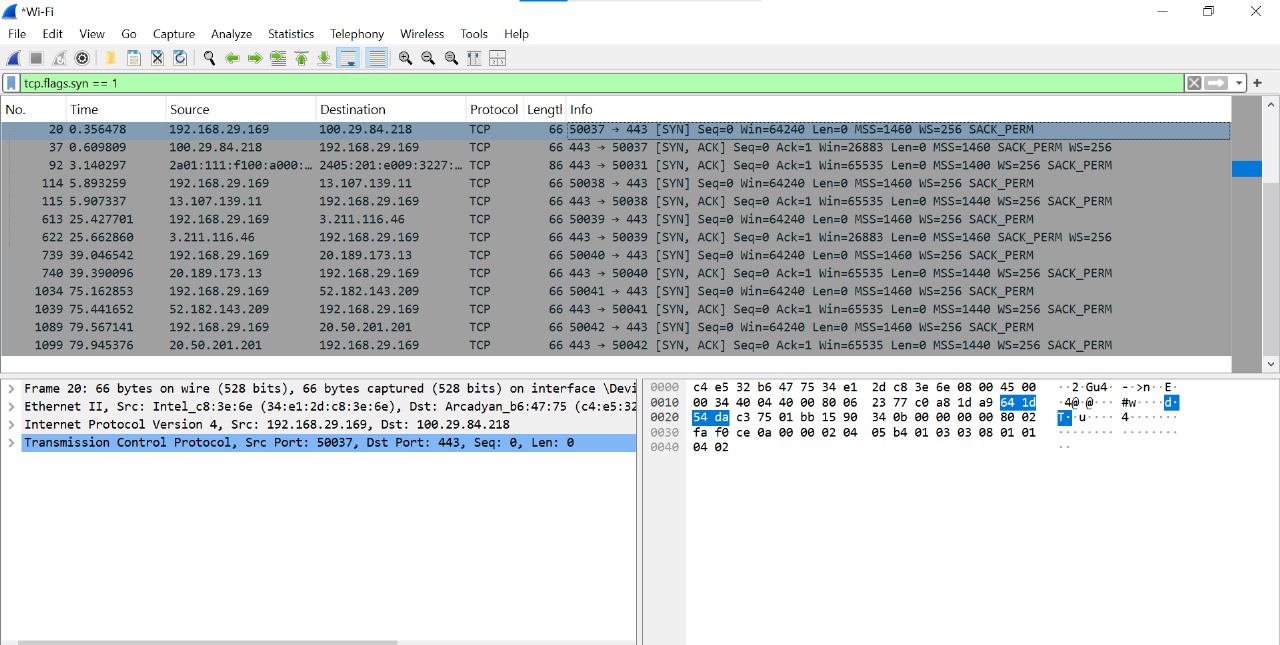 *Wi-Fi
File Edit View Go Capture Analyze Statistics Telephony Wireless Tools Help
tcp.flags.syn == 1
No. Time Source Destination Protocol Length Info
20 0.356478 192.168.29.169 100.29.84.218 TCP 66 50037 → 443 [SYN] Seq=0 Win=64240 Len=0 MSS=1460 WS=256 SACK_PERM
37 0.609809 100.29.84.218 192.168.29.169 TCP 66 443 → 50037 [SYN, ACK] Seq=0 Ack=1 Win=26883 Len=0 MSS=1460 SACK_PERM WS=256
92 3.140297 2a01:111:f100:a000:… 2405:201:e009:3227:… TCP 86 443 → 50031 [SYN, ACK] Seq=0 Ack=1 Win=65535 Len=0 MSS=1400 WS=256 SACK_PERM
114 5.893259 192.168.29.169 13.107.139.11 TCP 66 50038 → 443 [SYN] Seq=0 Win=64240 Len=0 MSS=1460 WS=256 SACK_PERM
115 5.907337 13.107.139.11 192.168.29.169 TCP 66 443 → 50038 [SYN, ACK] Seq=0 Ack=1 Win=65535 Len=0 MSS=1440 WS=256 SACK_PERM
613 25.427701 192.168.29.169 3.211.116.46 TCP 66 50039 → 443 [SYN] Seq=0 Win=64240 Len=0 MSS=1460 WS=256 SACK_PERM
622 25.662860 3.211.116.46 192.168.29.169 TCP 66 443 → 50039 [SYN, ACK] Seq=0 Ack=1 Win=26883 Len=0 MSS=1460 SACK_PERM WS=256
739 39.046542 192.168.29.169 20.189.173.13 TCP 66 50040 → 443 [SYN] Seq=0 Win=64240 Len=0 MSS=1460 WS=256 SACK_PERM
740 39.390096 20.189.173.13 192.168.29.169 TCP 66 443 → 50040 [SYN, ACK] Seq=0 Ack=1 Win=65535 Len=0 MSS=1440 WS=256 SACK_PERM
1034 75.162853 192.168.29.169 52.182.143.209 TCP 66 50041 → 443 [SYN] Seq=0 Win=64240 Len=0 MSS=1460 WS=256 SACK_PERM
1039 75.441652 52.182.143.209 192.168.29.169 TCP 66 443 → 50041 [SYN, ACK] Seq=0 Ack=1 Win=65535 Len=0 MSS=1440 WS=256 SACK_PERM
1089 79.567141 192.168.29.169 20.50.201.201 TCP 66 50042 → 443 [SYN] Seq=0 Win=64240 Len=0 MSS=1460 WS=256 SACK_PERM
1099 79.945376 20.50.201.201 192.168.29.169 TCP 66 443 → 50042 [SYN, ACK] Seq=0 Ack=1 Win=65535 Len=0 MSS=1440 WS=256 SACK_PERM
Frame 20: 66 bytes on wire (528 bits), 66 bytes captured (528 bits) on interface \Devi
Ethernet II, Src: Intel_c8:3e:6e (34:e1:2d:c8:3e:6e), Dst: Arcadyan_b6:47:75 (c4:e5:32
Internet Protocol Version 4, Src: 192.168.29.169, Dst: 100.29.84.218
Transmission Control Protocol, Src Port: 50037, Dst Port: 443, Seq: 0, Len: 0
0000 c4 e5 32 b6 47 75 34 e1 2d c8 3e 6e 08 00 45 00 ··2·Gu4· -·>n··E·
0010 00 34 40 04 40 00 80 06 23 77 c0 a8 1d a9 64 1d ·4@·@··· #w····d·
0020 54 da c3 75 01 bb 15 90 34 0b 00 00 00 00 80 02 T··u···· 4·······
0030 fa f0 ce 0a 00 00 02 04 05 b4 01 03 03 08 01 01 ········ ········
0040 04 02 ··